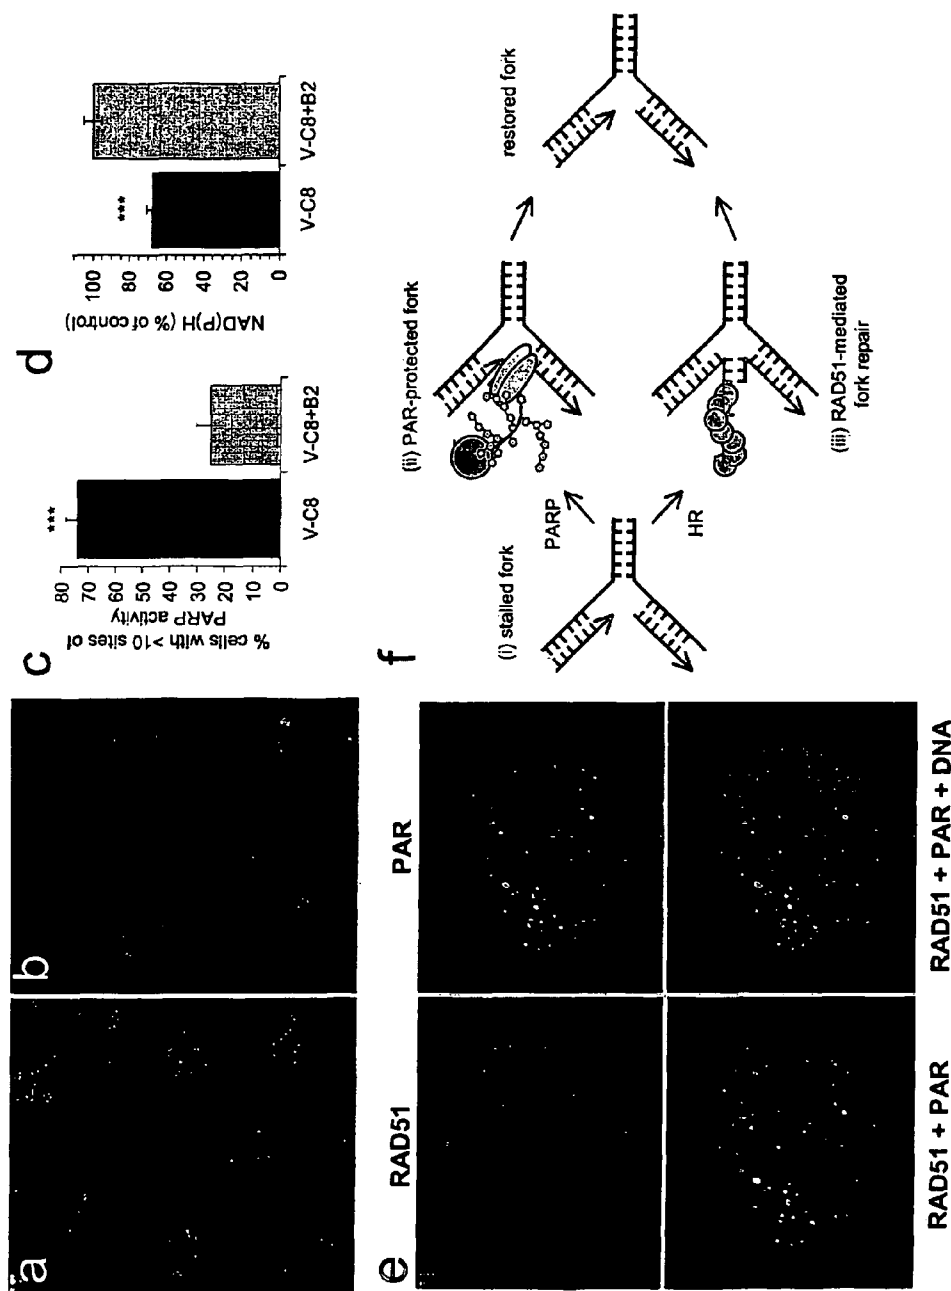 a
b
c
% cells with >10 sites of
PARP activity
80
70
60
50
40
30
20
10
0
***
V-C8
V-C8+B2
d
NAD(P)H (% of control)
100
80
60
40
20
0
***
V-C8
V-C8+B2
e
RAD51
PAR
RAD51 + PAR
RAD51 + PAR + DNA
f
(i) stalled fork
PARP
HR
(ii) PAR-protected fork
(iii) RAD51-mediated
fork repair
restored fork